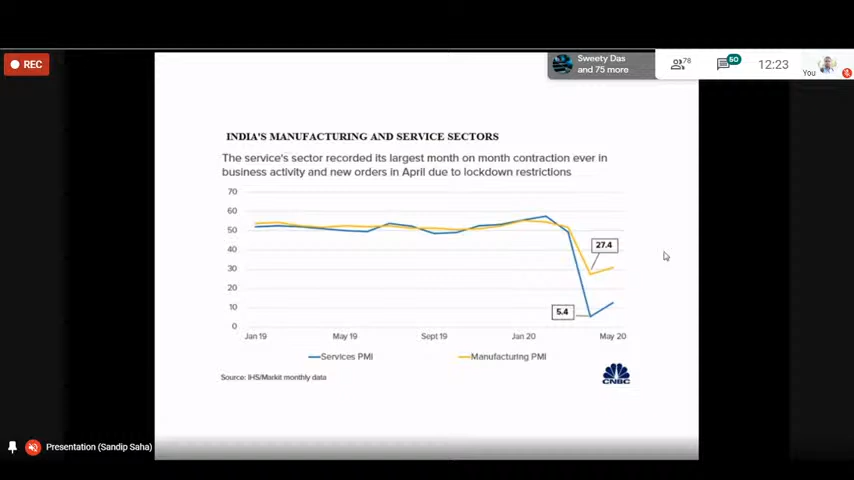 REC
Sweety Das
and 75 more
78
50
12:23
You
INDIA'S MANUFACTURING AND SERVICE SECTORS
The service's sector recorded its largest month on month contraction ever in
business activity and new orders in April due to lockdown restrictions
70
60
50
40
30
20
10
0
27.4
5.4
Jan 19 May 19 Sept 19 Jan 20 May 20
Services PMI Manufacturing PMI
Source: IHS/Markit monthly data
CNBC
Presentation (Sandip Saha)